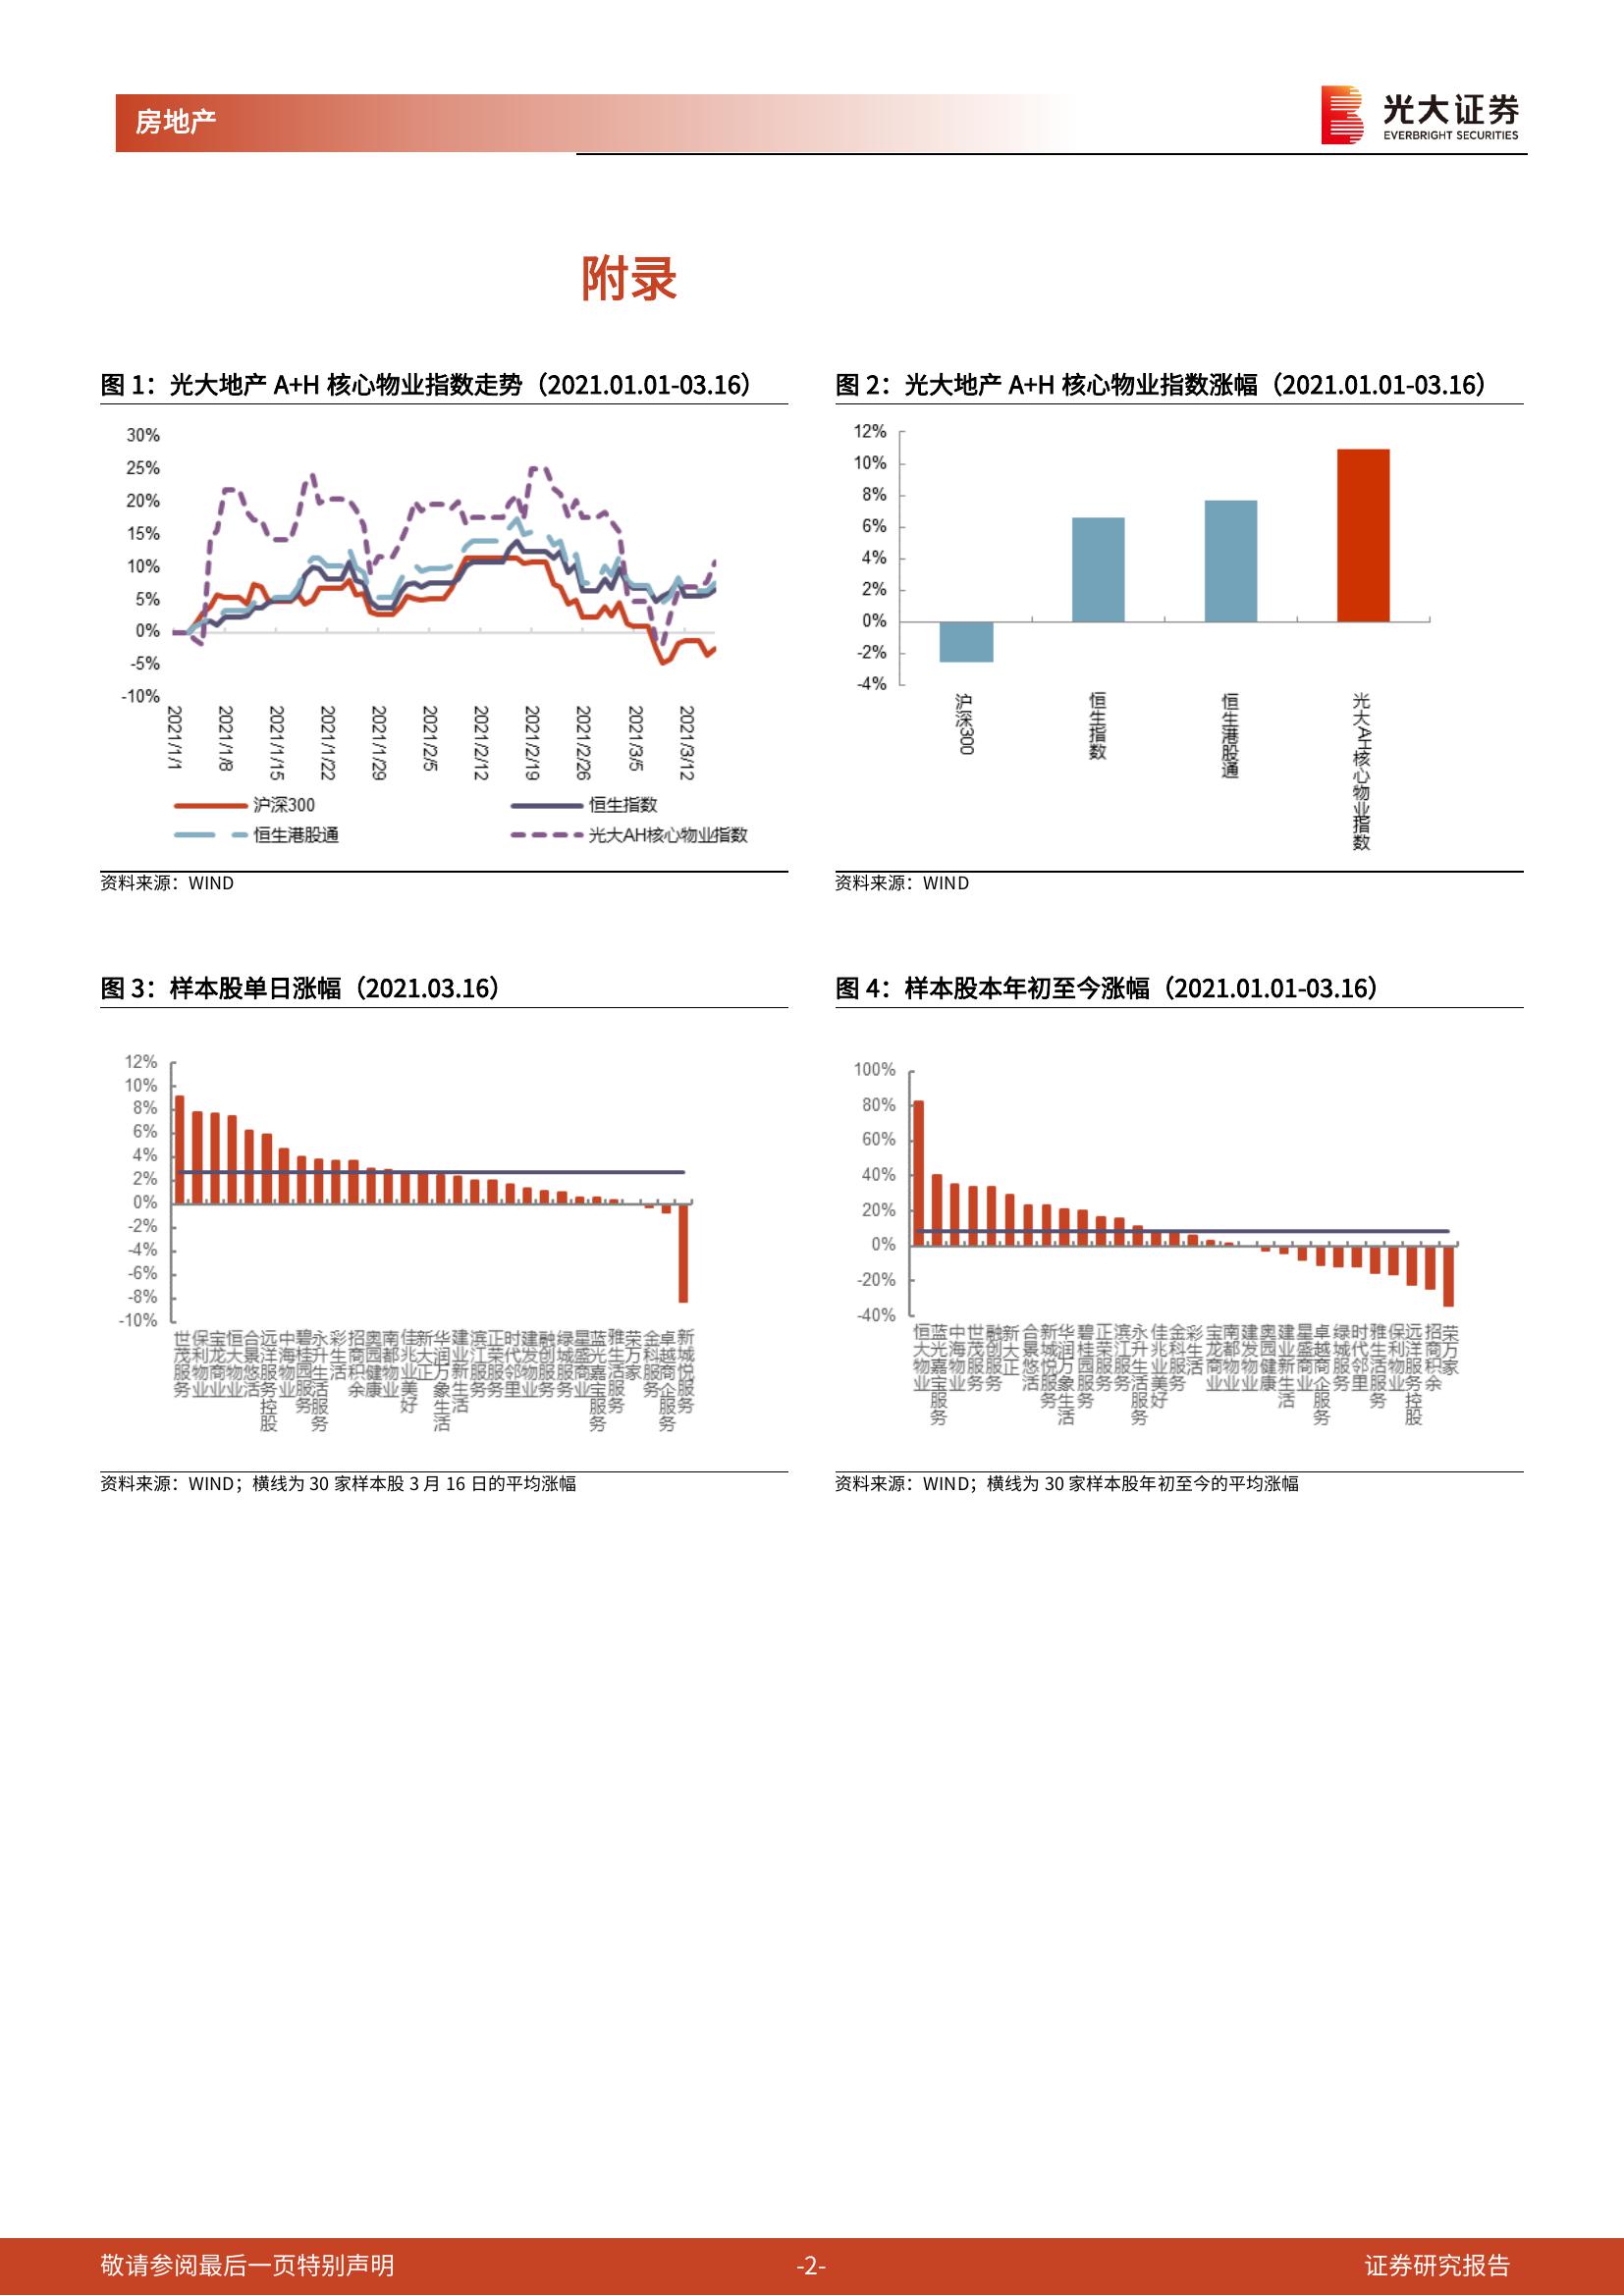 房地产
光大证券
EVERBRIGHT SECURITIES
附录
图 1：光大地产 A+H 核心物业指数走势（2021.01.01-03.16）
30%
25%
20%
15%
10%
5%
0%
-5%
-10%
2021/1/1
2021/1/8
2021/1/15
2021/1/22
2021/1/29
2021/2/5
2021/2/12
2021/2/19
2021/2/26
2021/3/5
2021/3/12
沪深300
恒生指数
恒生港股通
光大AH核心物业指数
资料来源：WIND
图 2：光大地产 A+H 核心物业指数涨幅（2021.01.01-03.16）
12%
10%
8%
6%
4%
2%
0%
-2%
-4%
沪深300
恒生指数
恒生港股通
光大AH核心物业指数
资料来源：WIND
图 3：样本股单日涨幅（2021.03.16）
12%
10%
8%
6%
4%
2%
0%
-2%
-4%
-6%
-8%
-10%
世茂服务
保利物业
宝龙商业
恒大物业
合景悠活
远洋服务控股
中海物业
碧桂园服务
永升生活服务
彩生活
招商积余
奥园健康
南都物业
佳兆业美好
新大正
华润万象生活
建业新生活
滨江服务
正荣服务
时代邻里
建发物业
融创服务
绿城服务
星盛商业
蓝光嘉宝服务
雅生活服务
荣万家
金科服务
卓越商企服务
新城悦服务
资料来源：WIND；横线为 30 家样本股 3 月 16 日的平均涨幅
图 4：样本股本年初至今涨幅（2021.01.01-03.16）
100%
80%
60%
40%
20%
0%
-20%
-40%
恒大物业
蓝光嘉宝服务
中海物业
世茂服务
融创服务
新大正
合景悠活
新城悦服务
华润万象生活
碧桂园服务
正荣服务
滨江服务
永升生活服务
佳兆业美好
金科服务
彩生活
宝龙商业
南都物业
建发物业
奥园健康
建业新生活
星盛商业
卓越商企服务
绿城服务
时代邻里
雅生活服务
保利物业
远洋服务控股
招商积余
荣万家
资料来源：WIND；横线为 30 家样本股年初至今的平均涨幅
敬请参阅最后一页特别声明
-2-
证券研究报告